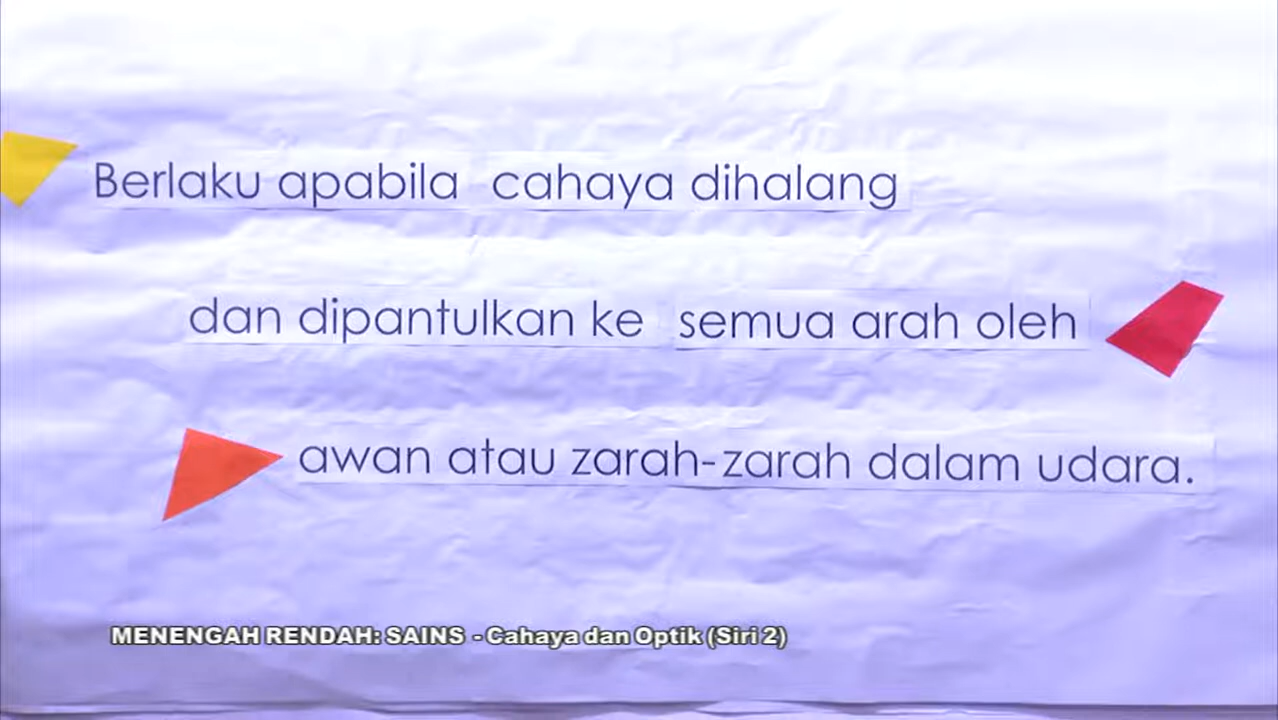 Berlaku apabila cahaya dihalang
dan dipantulkan ke semua arah oleh
awan atau zarah-zarah dalam udara.
MENENGAH RENDAH: SAINS - Cahaya dan Optik (Siri 2)